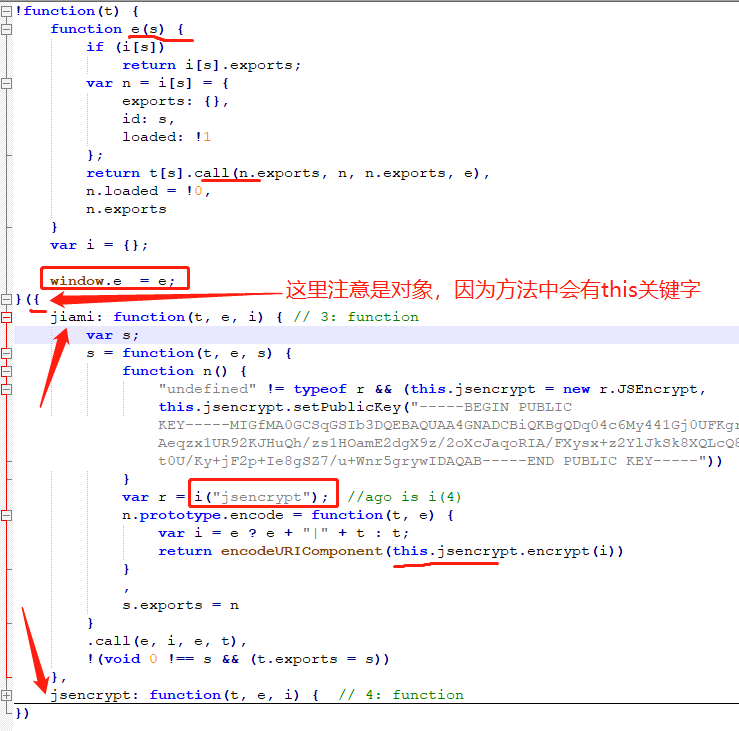 !function(t) {
function e(s) {
if (i[s])
return i[s].exports;
var n = i[s] = {
exports: {},
id: s,
loaded: !1
};
return t[s].call(n.exports, n, n.exports, e),
n.loaded = !0,
n.exports
}
var i = {};
window.e = e;
}({
这里注意是对象，因为方法中会有this关键字
jiami: function(t, e, i) { // 3: function
var s;
s = function(t, e, s) {
function n() {
"undefined" != typeof r && (this.jsencrypt = new r.JSEncrypt,
this.jsencrypt.setPublicKey("-----BEGIN PUBLIC
KEY-----MIGfMA0GCSqGSIb3DQEBAQUAA4GNADCBiQKBgQDq04c6My441Gj0UFKgr
Aeqzx1UR92KJHuQh/zs1HOamE2dgX9z/2oXcJaqoRIA/FXysx+z2YlJkSk8XQLcQ8
t0U/Ky+jF2p+Ie8gSZ7/u+Wnr5grywIDAQAB-----END PUBLIC KEY-----"))
}
var r = i("jsencrypt"); //ago is i(4)
n.prototype.encode = function(t, e) {
var i = e ? e + "|" + t : t;
return encodeURIComponent(this.jsencrypt.encrypt(i))
}
,
s.exports = n
}
.call(e, i, e, t),
!(void 0 !== s && (t.exports = s))
},
jsencrypt: function(t, e, i) { // 4: function
})